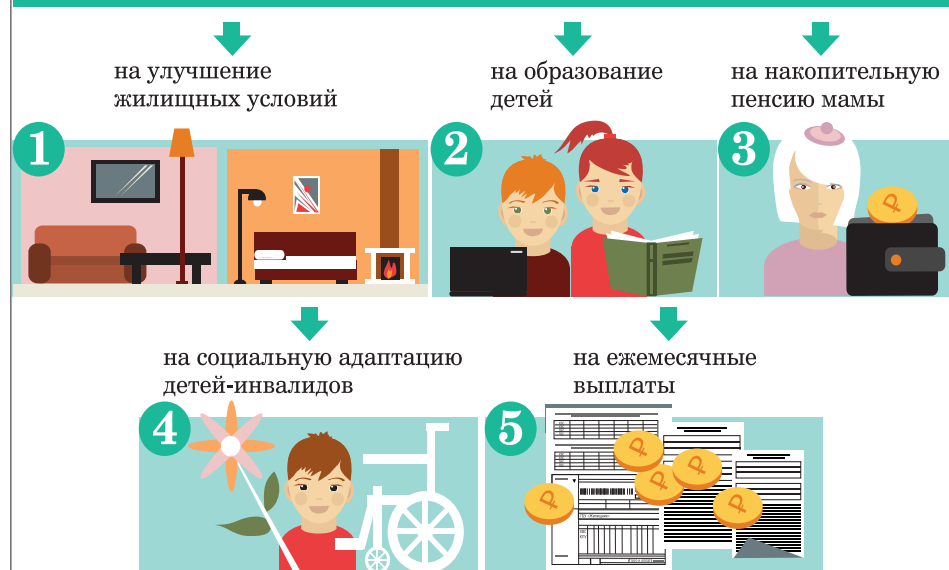 на улучшение
жилищных условий
на образование
детей
на накопительную
пенсию мамы
1
2
3
на социальную адаптацию
детей-инвалидов
на ежемесячные
выплаты
4
5
₽
₽
₽
₽
₽
₽